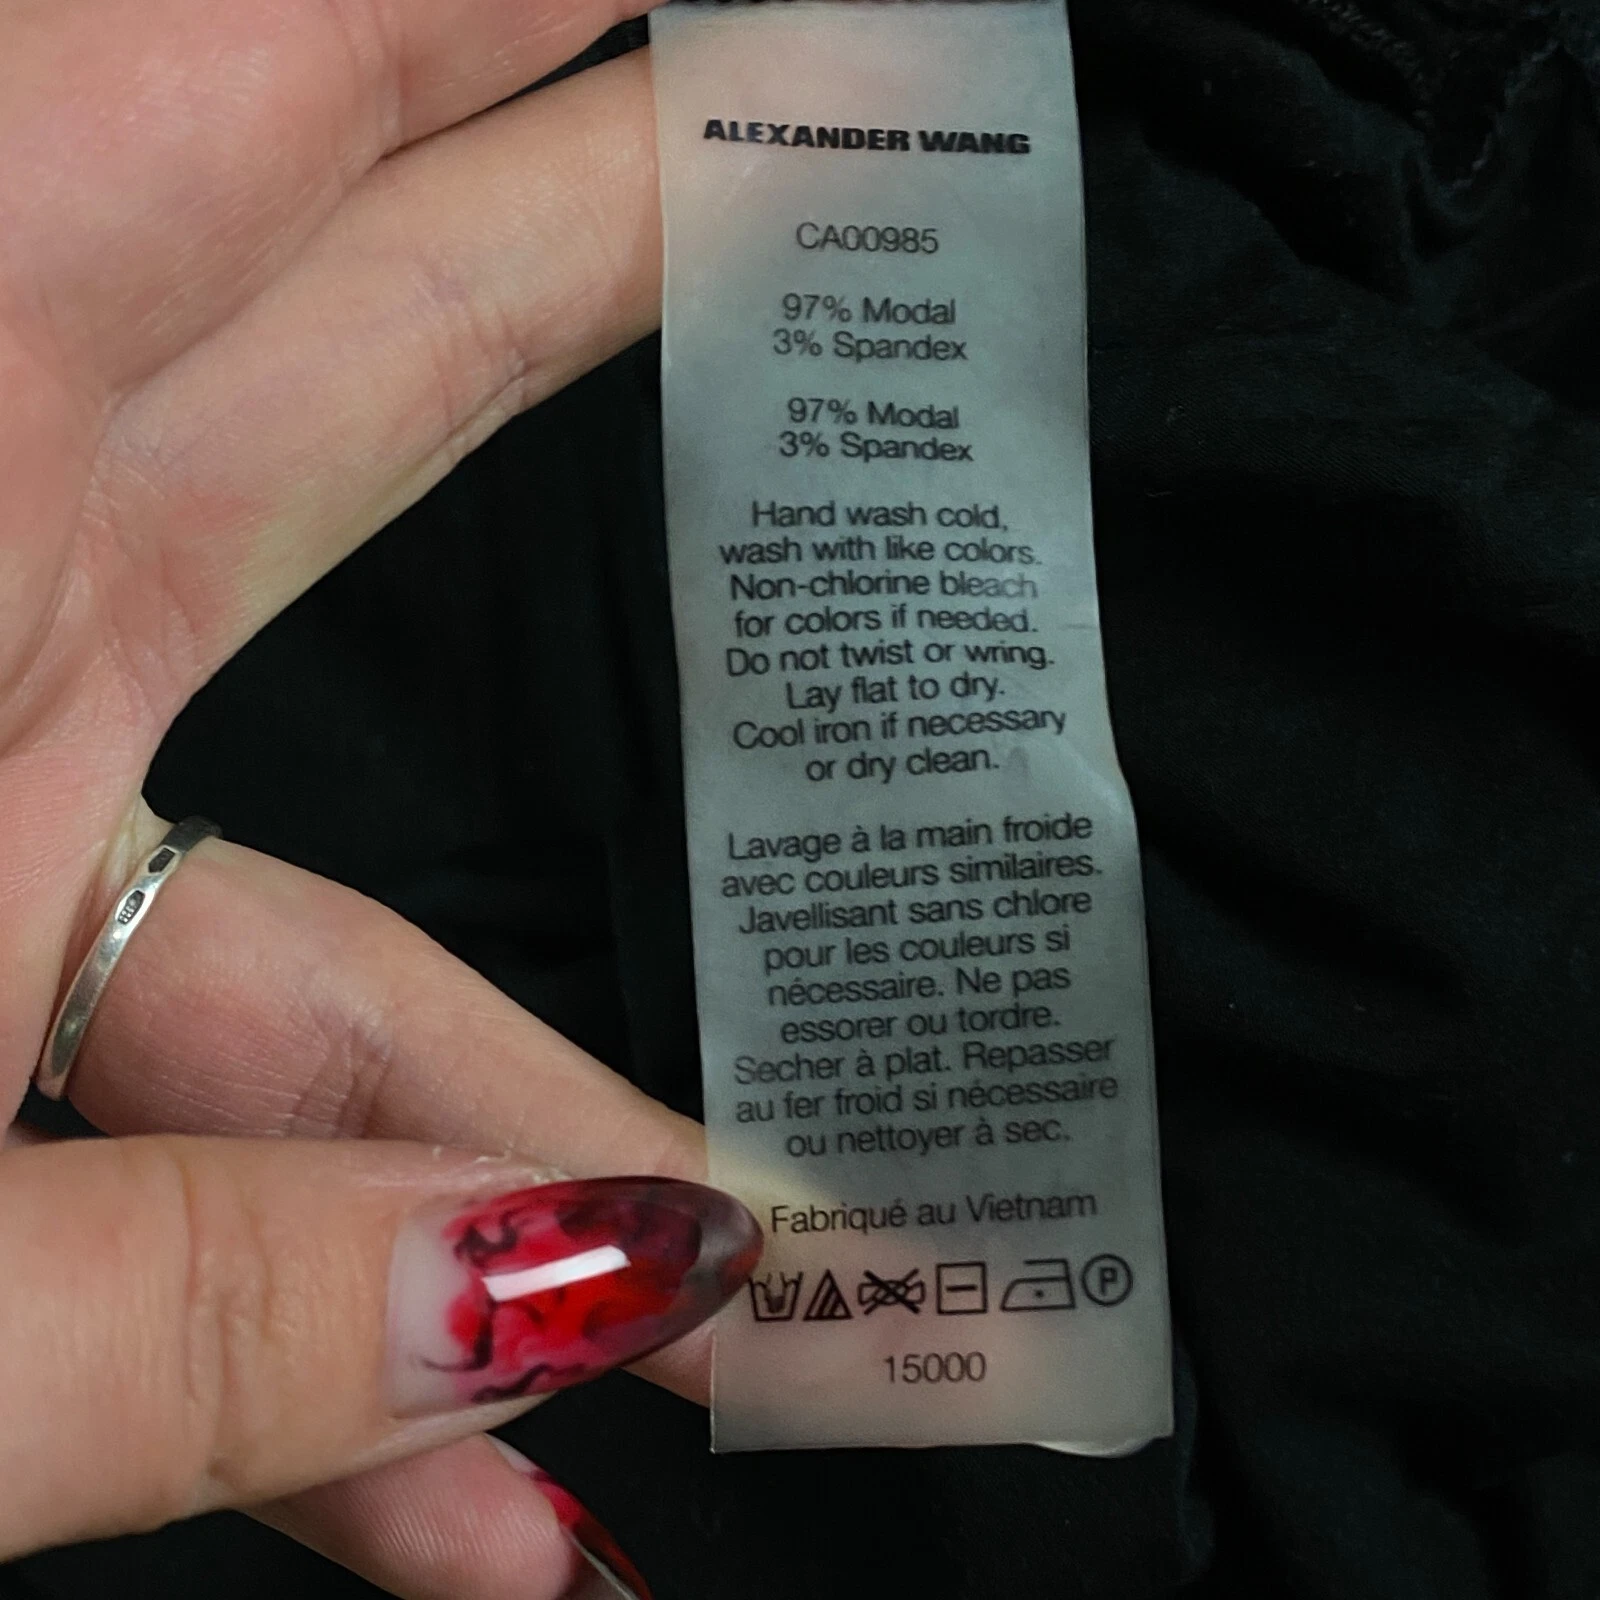 ALEXANDER WANG
CA00985
97% Modal
3% Spandex
97% Modal
3% Spandex
Hand wash cold,
wash with like colors.
Non-chlorine bleach
for colors if needed.
Do not twist or wring.
Lay flat to dry.
Cool iron if necessary
or dry clean.
Lavage à la main froide
avec couleurs similaires.
Javellisant sans chlore
pour les couleurs si
nécessaire. Ne pas
essorer ou tordre.
Secher à plat. Repasser
au fer froid si nécessaire
ou nettoyer à sec.
Fabriqué au Vietnam
P
15000